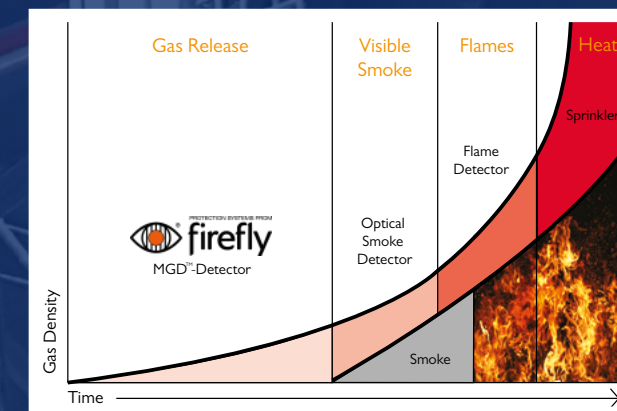 Gas Release
Visible
Smoke
Flames
Heat
Sprinkler
Flame
Detector
PROTECTION SYSTEMS FROM
firefly®
MGD™-Detector
Optical
Smoke
Detector
Smoke
Gas Density
Time